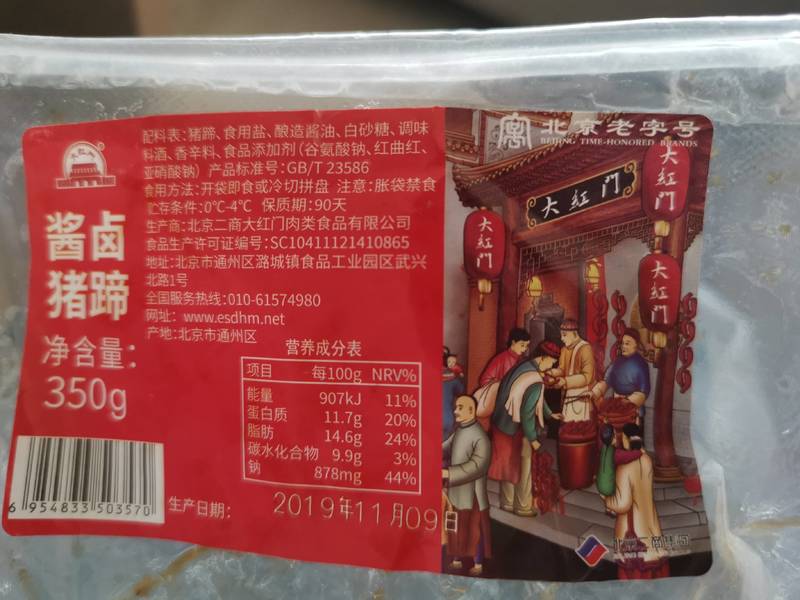 配料表:猪蹄、食用盐、酿造酱油、白砂糖、调味
料酒、香辛料、食品添加剂(谷氨酸钠、红曲红、
亚硝酸钠) 产品标准号:GB/T 23586
食用方法:开袋即食或冷切拼盘 注意:胀袋禁食
贮存条件:0℃-4℃ 保质期:90天
生产商:北京二商大红门肉类食品有限公司
食品生产许可证编号:SC10411121410865
地址:北京市通州区潞城镇食品工业园区武兴
北路1号
全国服务热线:010-61574980
网址: www.esdhm.net
产地:北京市通州区
酱卤
猪蹄
净含量:
350g
营养成分表
项目 每100g NRV%
能量 907kJ 11%
蛋白质 11.7g 20%
脂肪 14.6g 24%
碳水化合物 9.9g 3%
钠 878mg 44%
6 954833 503570
生产日期: 2019年11月09日
北京老字号
BEIJING TIME-HONORED BRANDS
大红门
大红门
大红门
大红门